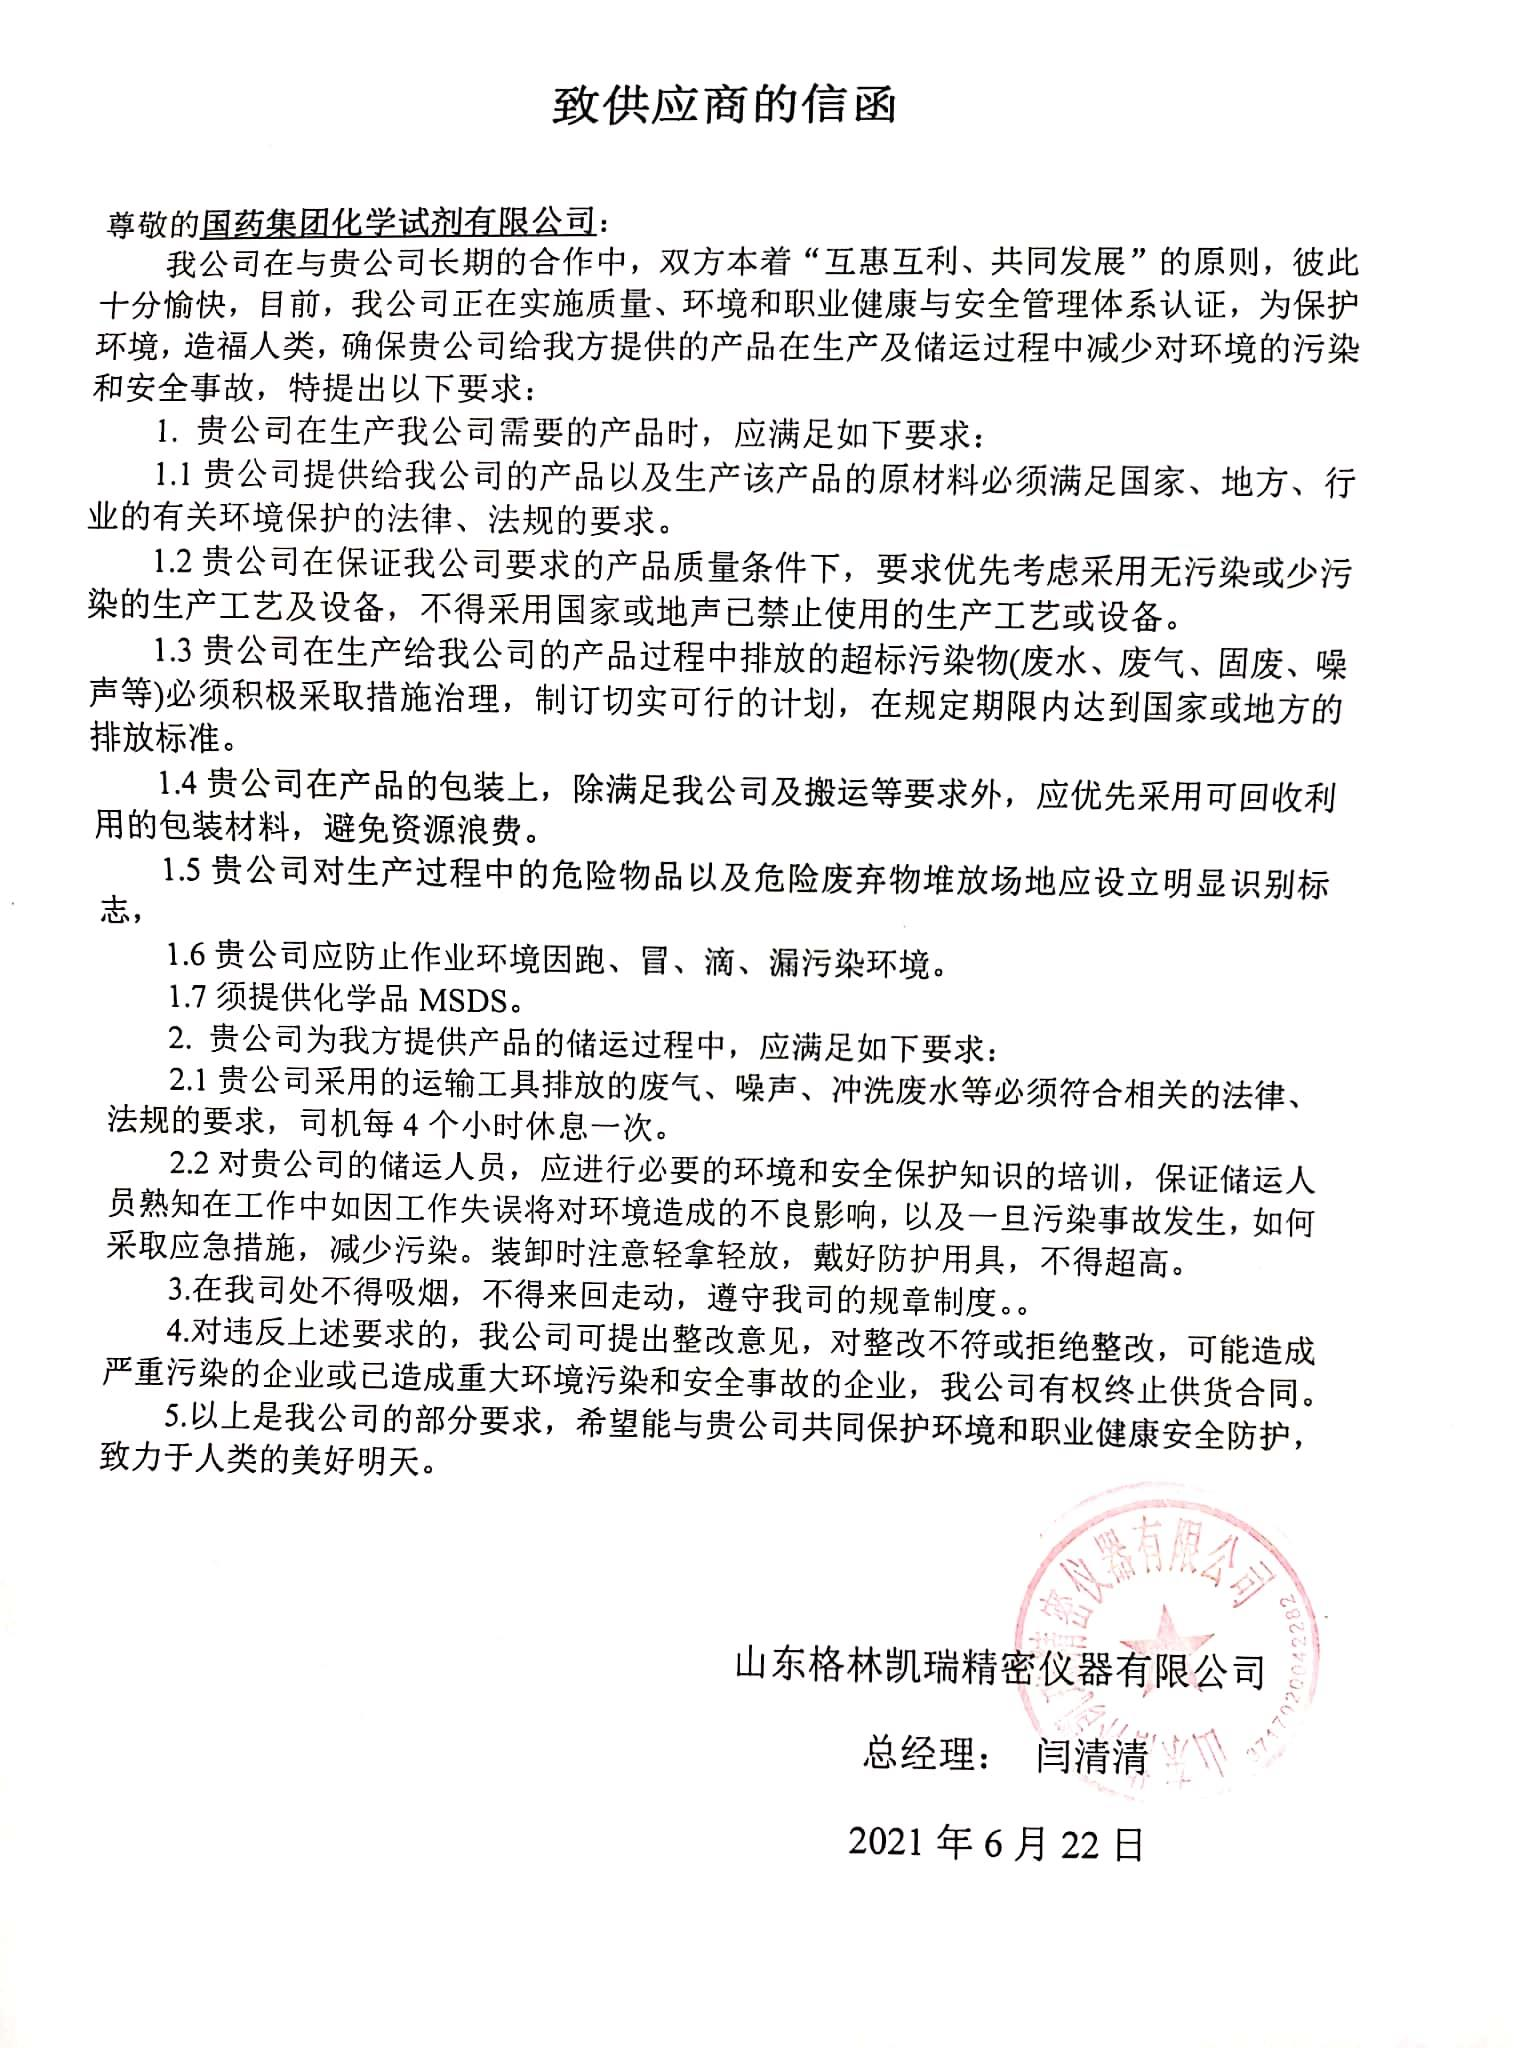 致供应商的信函
尊敬的国药集团化学试剂有限公司：
我公司在与贵公司长期的合作中，双方本着“互惠互利、共同发展”的原则，彼此
十分愉快，目前，我公司正在实施质量、环境和职业健康与安全管理体系认证，为保护
环境，造福人类，确保贵公司给我方提供的产品在生产及储运过程中减少对环境的污染
和安全事故，特提出以下要求：
1. 贵公司在生产我公司需要的产品时，应满足如下要求：
1.1 贵公司提供给我公司的产品以及生产该产品的原材料必须满足国家、地方、行
业的有关环境保护的法律、法规的要求。
1.2 贵公司在保证我公司要求的产品质量条件下，要求优先考虑采用无污染或少污
染的生产工艺及设备，不得采用国家或地声已禁止使用的生产工艺或设备。
1.3 贵公司在生产给我公司的产品过程中排放的超标污染物(废水、废气、固废、噪
声等)必须积极采取措施治理，制订切实可行的计划，在规定期限内达到国家或地方的
排放标准。
1.4 贵公司在产品的包装上，除满足我公司及搬运等要求外，应优先采用可回收利
用的包装材料，避免资源浪费。
1.5 贵公司对生产过程中的危险物品以及危险废弃物堆放场地应设立明显识别标
志，
1.6 贵公司应防止作业环境因跑、冒、滴、漏污染环境。
1.7 须提供化学品 MSDS。
2. 贵公司为我方提供产品的储运过程中，应满足如下要求：
2.1 贵公司采用的运输工具排放的废气、噪声、冲洗废水等必须符合相关的法律、
法规的要求，司机每 4 个小时休息一次。
2.2 对贵公司的储运人员，应进行必要的环境和安全保护知识的培训，保证储运人
员熟知在工作中如因工作失误将对环境造成的不良影响，以及一旦污染事故发生，如何
采取应急措施，减少污染。装卸时注意轻拿轻放，戴好防护用具，不得超高。
3.在我司处不得吸烟，不得来回走动，遵守我司的规章制度。。
4.对违反上述要求的，我公司可提出整改意见，对整改不符或拒绝整改，可能造成
严重污染的企业或已造成重大环境污染和安全事故的企业，我公司有权终止供货合同。
5.以上是我公司的部分要求，希望能与贵公司共同保护环境和职业健康安全防护，
致力于人类的美好明天。
山东格林凯瑞精密仪器有限公司
总经理： 闫清清
2021 年 6 月 22 日
山东格林凯瑞精密仪器有限公司
3717020042282